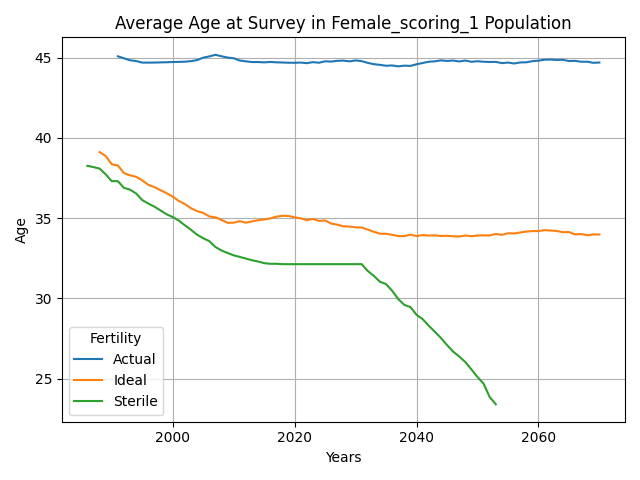 Average Age at Survey in Female_scoring_1 Population
Age
45
40
35
30
25
Fertility
Actual
Ideal
Sterile
2000
2020
2040
2060
Years